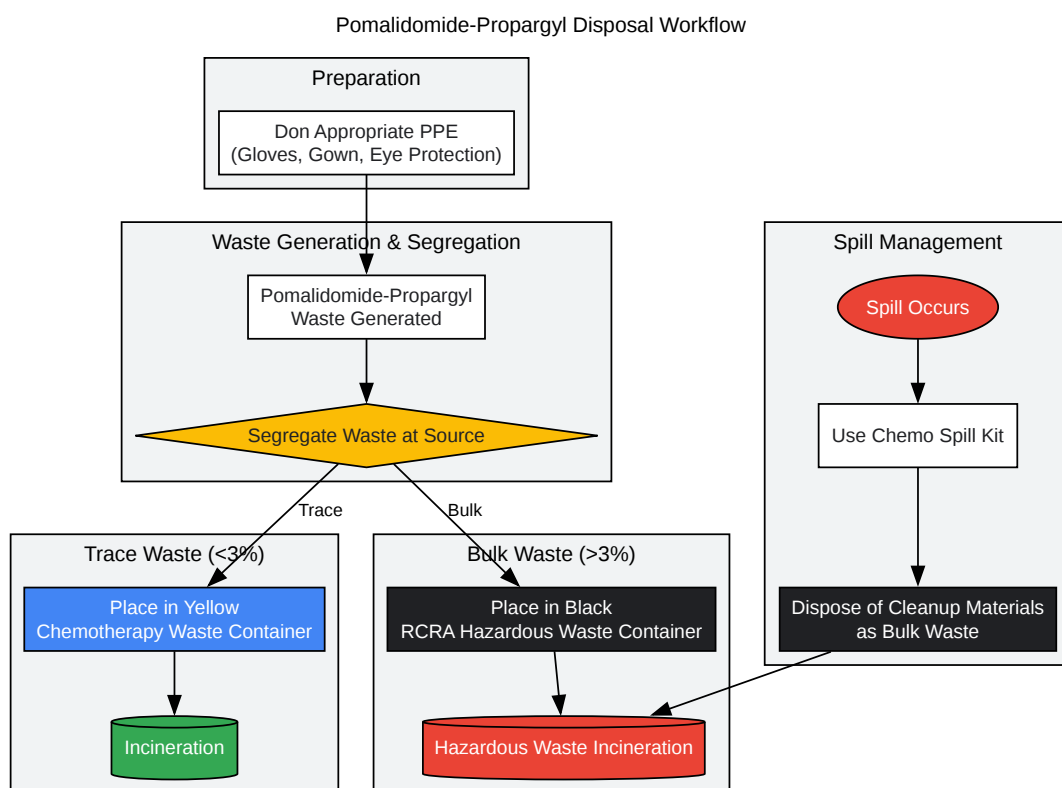 Pomalidomide-Propargyl Disposal Workflow
Preparation
Don Appropriate PPE
(Gloves, Gown, Eye Protection)
Waste Generation & Segregation
Pomalidomide-Propargyl
Waste Generated
Segregate Waste at Source
Spill Management
Spill Occurs
Use Chemo Spill Kit
Dispose of Cleanup Materials
as Bulk Waste
Trace
Bulk
Trace Waste (<3%)
Place in Yellow
Chemotherapy Waste Container
Incineration
Bulk Waste (>3%)
Place in Black
RCRA Hazardous Waste Container
Hazardous Waste Incineration